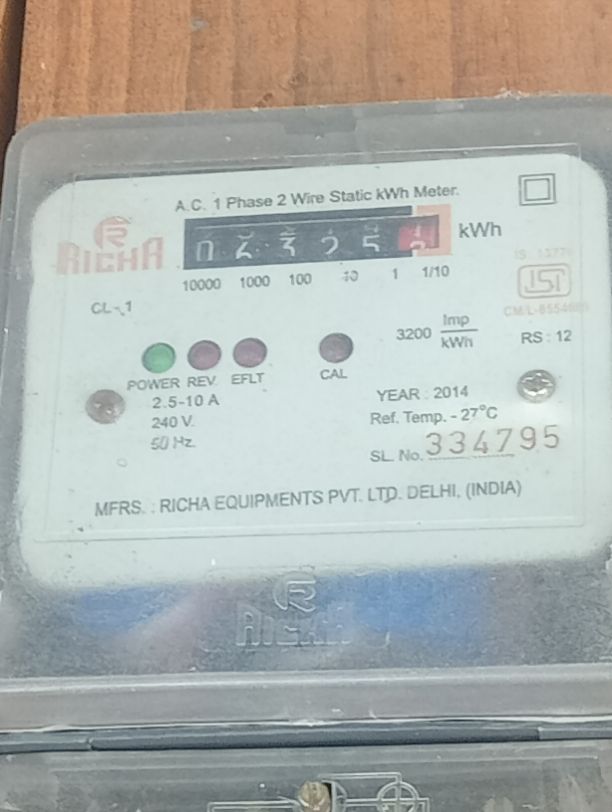 A.C. 1 Phase 2 Wire Static kWh Meter.
RICHA
kWh
10000 1000 100 10 1 1/10
CL-1
3200 Imp/kWh
RS : 12
POWER REV. EFLT CAL
2.5-10 A
240 V.
50 Hz.
YEAR : 2014
Ref. Temp. - 27°C
SL. No. 334795
MFRS. : RICHA EQUIPMENTS PVT. LTD. DELHI, (INDIA)
RICHA